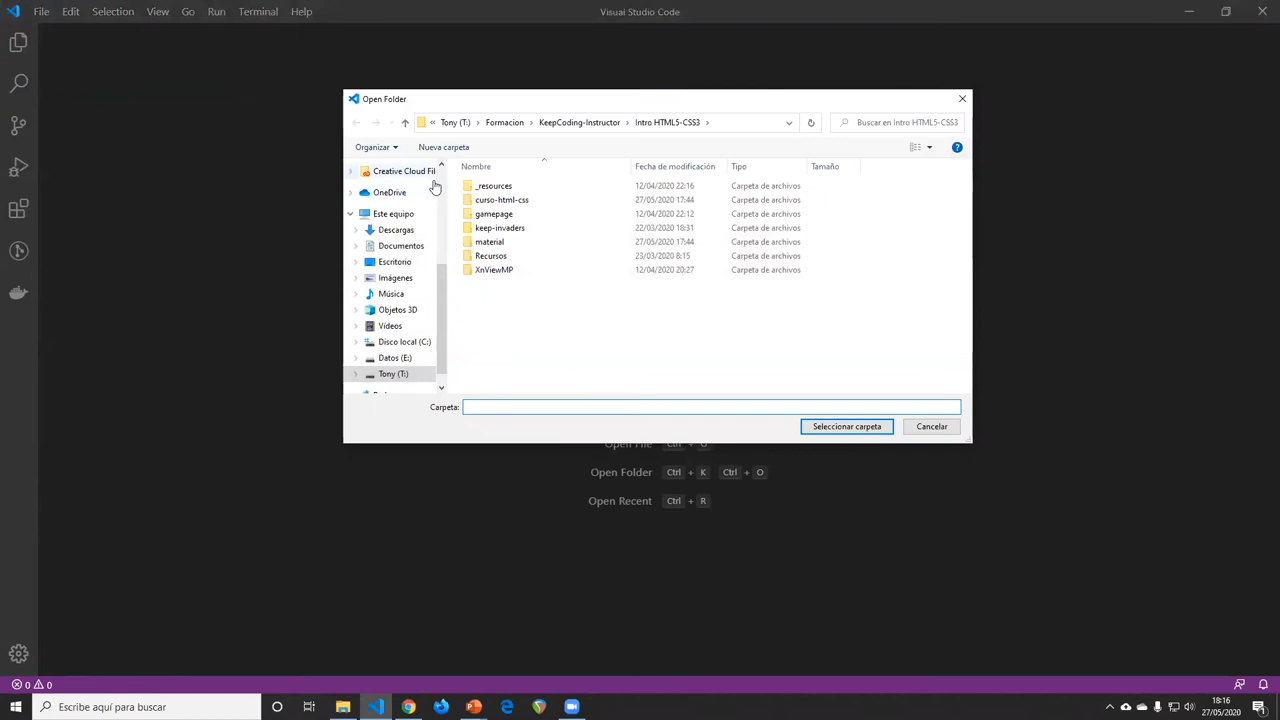 File Edit View Go Run Terminal Help Visual Studio Code
Open Folder
« Tony (T:) › Formacion › KeepCoding-Instructor › Intro HTML5-CSS3 › Buscar en Intro HTML5-CSS3
Organizar Nueva carpeta
Nombre Fecha de modificación Tipo Tamaño
Creative Cloud Fil
OneDrive
Este equipo
Descargas
Documentos
Escritorio
Imágenes
Música
Objetos 3D
Vídeos
Disco local (C:)
Datos (E:)
Tony (T:)
_resources 12/04/2020 22:16 Carpeta de archivos
curso-html-css 27/05/2020 17:44 Carpeta de archivos
gamepage 12/04/2020 22:12 Carpeta de archivos
keep-invaders 22/03/2020 18:31 Carpeta de archivos
material 27/05/2020 17:44 Carpeta de archivos
Recursos 23/03/2020 8:15 Carpeta de archivos
XnViewMP 12/04/2020 20:27 Carpeta de archivos
Carpeta:
Seleccionar carpeta Cancelar
Open File Ctrl + O
Open Folder Ctrl + K Ctrl + O
Open Recent Ctrl + R
0 0
Escribe aquí para buscar
18:16
27/05/2020